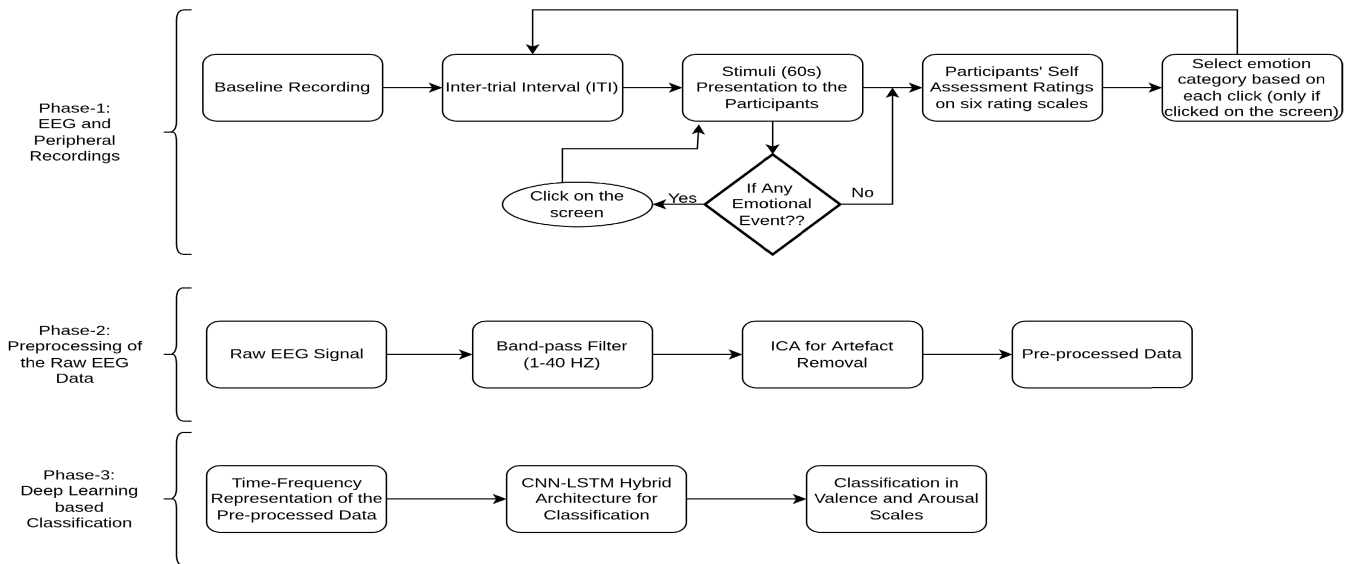 Phase-1:
EEG and
Peripheral
Recordings
Baseline Recording
Inter-trial Interval (ITI)
Stimuli (60s)
Presentation to the
Participants
Participants' Self
Assessment Ratings
on six rating scales
Select emotion
category based on
each click (only if
clicked on the screen)
If Any
Emotional
Event??
Yes
No
Click on the
screen
Phase-2:
Preprocessing of
the Raw EEG
Data
Raw EEG Signal
Band-pass Filter
(1-40 HZ)
ICA for Artefact
Removal
Pre-processed Data
Phase-3:
Deep Learning
based
Classification
Time-Frequency
Representation of the
Pre-processed Data
CNN-LSTM Hybrid
Architecture for
Classification
Classification in
Valence and Arousal
Scales